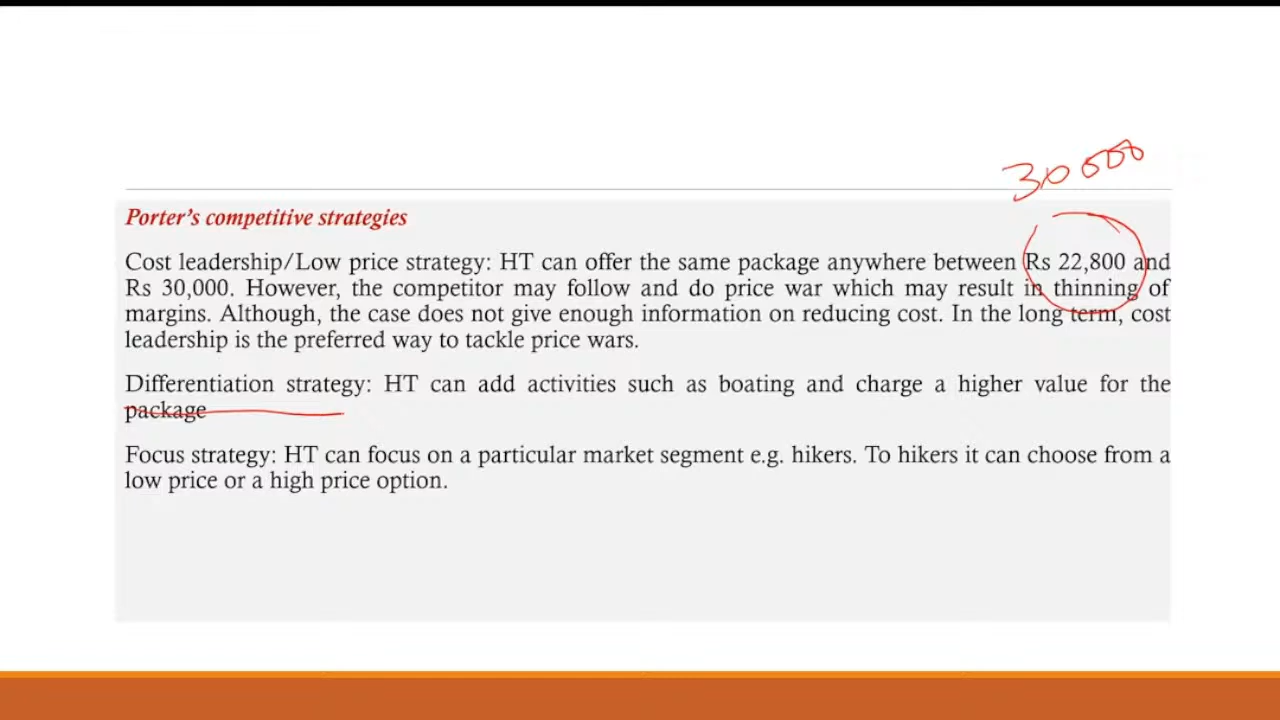 30000
Porter's competitive strategies
Cost leadership/Low price strategy: HT can offer the same package anywhere between Rs 22,800 and
Rs 30,000. However, the competitor may follow and do price war which may result in thinning of
margins. Although, the case does not give enough information on reducing cost. In the long term, cost
leadership is the preferred way to tackle price wars.
Differentiation strategy: HT can add activities such as boating and charge a higher value for the
package
Focus strategy: HT can focus on a particular market segment e.g. hikers. To hikers it can choose from a
low price or a high price option.